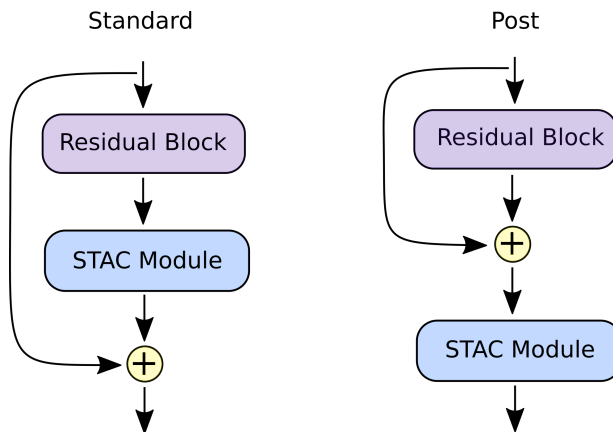 Standard
Post
Residual Block
Residual Block
STAC Module
+
+
STAC Module
+